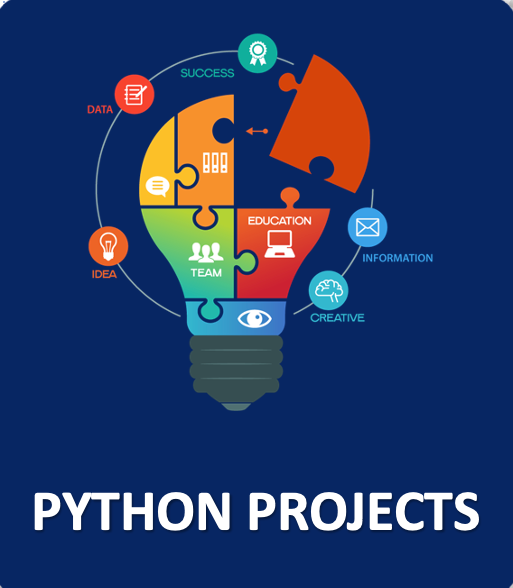 SUCCESS
DATA
EDUCATION
TEAM
INFORMATION
IDEA
CREATIVE
PYTHON PROJECTS